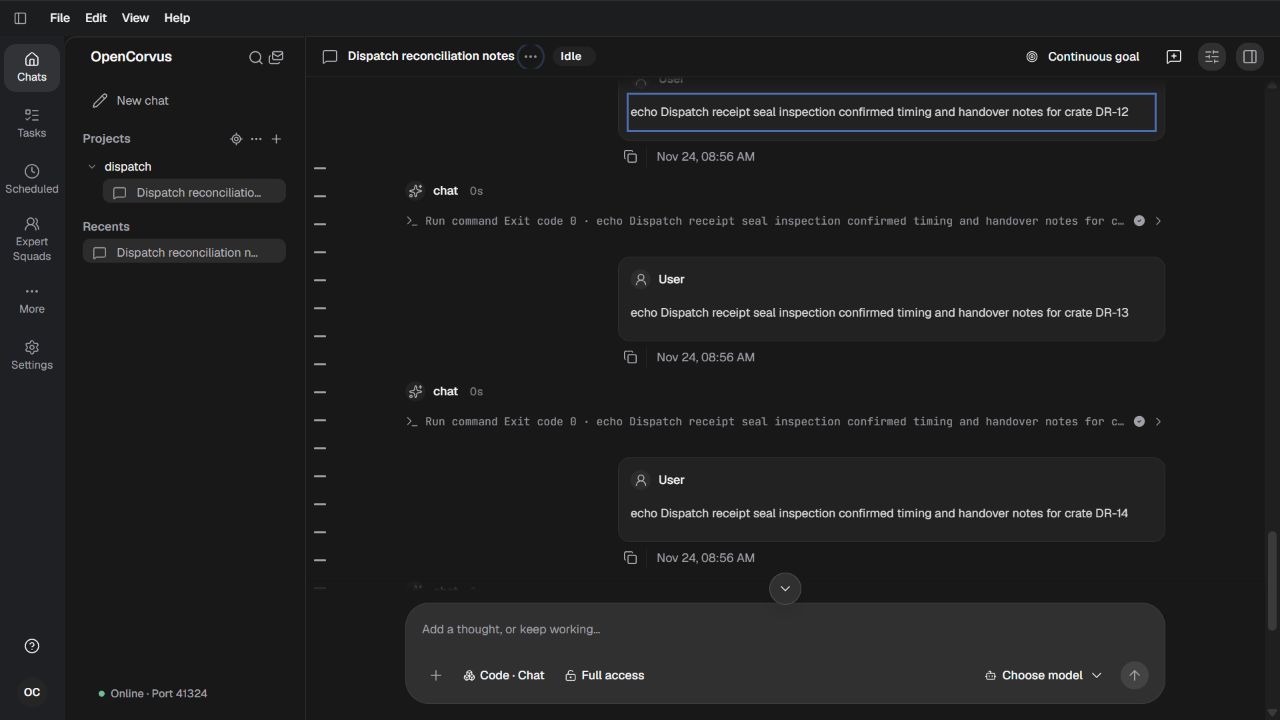 File Edit View Help
OpenCorvus
Chats
Tasks
Scheduled
Expert
Squads
More
Settings
OC
New chat
Projects
dispatch
Dispatch reconciliatio…
Recents
Dispatch reconciliation n…
Online · Port 41324
Dispatch reconciliation notes
Idle
Continuous goal
User
echo Dispatch receipt seal inspection confirmed timing and handover notes for crate DR-12
Nov 24, 08:56 AM
chat 0s
>_ Run command Exit code 0 · echo Dispatch receipt seal inspection confirmed timing and handover notes for c…
User
echo Dispatch receipt seal inspection confirmed timing and handover notes for crate DR-13
Nov 24, 08:56 AM
chat 0s
>_ Run command Exit code 0 · echo Dispatch receipt seal inspection confirmed timing and handover notes for c…
User
echo Dispatch receipt seal inspection confirmed timing and handover notes for crate DR-14
Nov 24, 08:56 AM
Add a thought, or keep working…
Code · Chat
Full access
Choose model